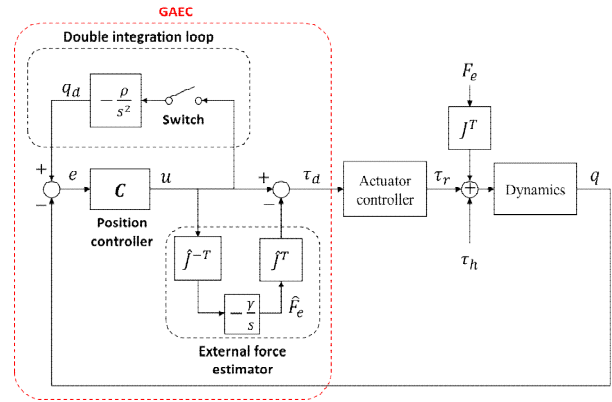 GAEC
Double integration loop
q_d
− ρ / s²
Switch
F_e
J^T
+
e
C
u
+
τ_d
Actuator
controller
τ_r
Dynamics
q
−
−
Position
controller
Ĵ^{−T}
Ĵ^T
τ_h
− γ / s
F̂_e
External force
estimator